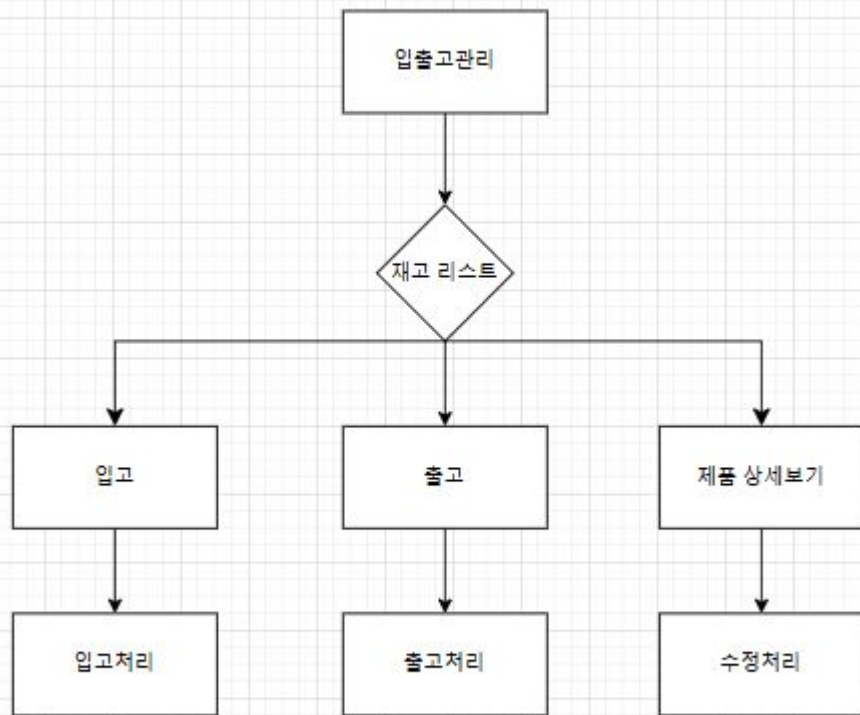 입출고관리
재고 리스트
입고
출고
제품 상세보기
입고처리
출고처리
수정처리